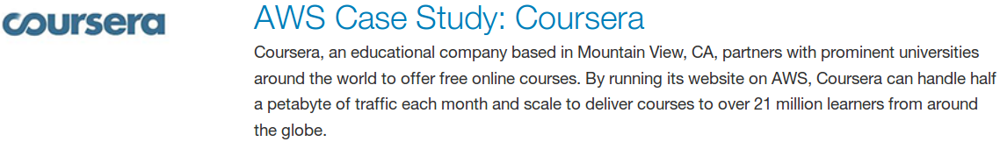 coursera
AWS Case Study: Coursera
Coursera, an educational company based in Mountain View, CA, partners with prominent universities
around the world to offer free online courses. By running its website on AWS, Coursera can handle half
a petabyte of traffic each month and scale to deliver courses to over 21 million learners from around
the globe.